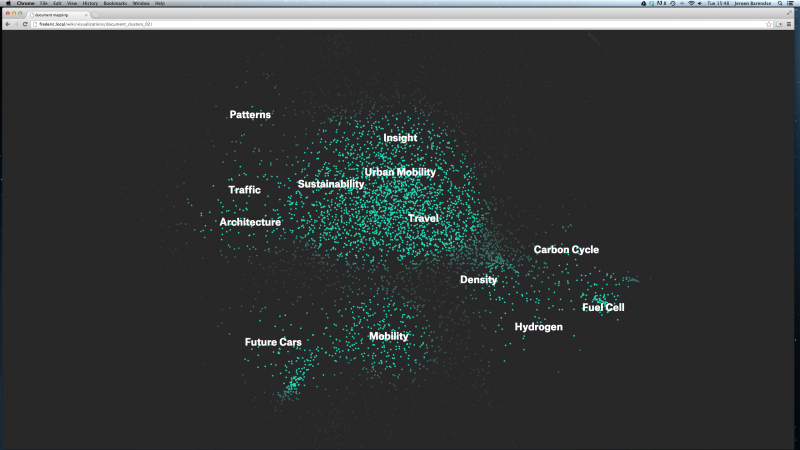 Chrome File Edit View History Bookmarks Window Help
Tue 15:48 Jeroen Barendse
document mapping
frederic.local/wiki/visualizations/document_clusters_02/
Patterns
Insight
Urban Mobility
Sustainability
Traffic
Travel
Architecture
Carbon Cycle
Density
Fuel Cell
Hydrogen
Mobility
Future Cars